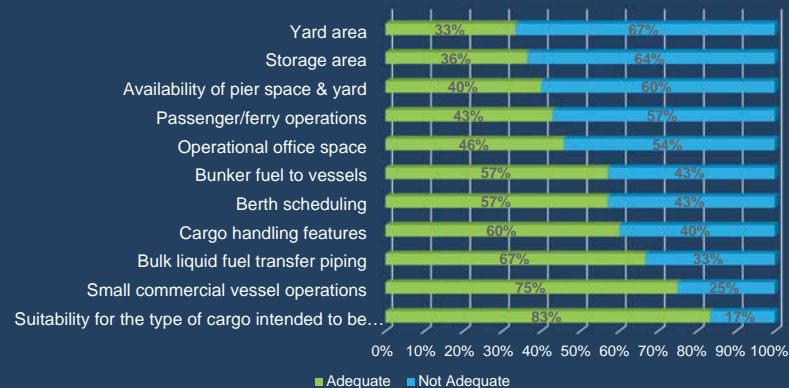 Yard area 33% 67%
Storage area 36% 64%
Availability of pier space & yard 40% 60%
Passenger/ferry operations 43% 57%
Operational office space 46% 54%
Bunker fuel to vessels 57% 43%
Berth scheduling 57% 43%
Cargo handling features 60% 40%
Bulk liquid fuel transfer piping 67% 33%
Small commercial vessel operations 75% 25%
Suitability for the type of cargo intended to be… 83% 17%
0% 10% 20% 30% 40% 50% 60% 70% 80% 90% 100%
Adequate Not Adequate